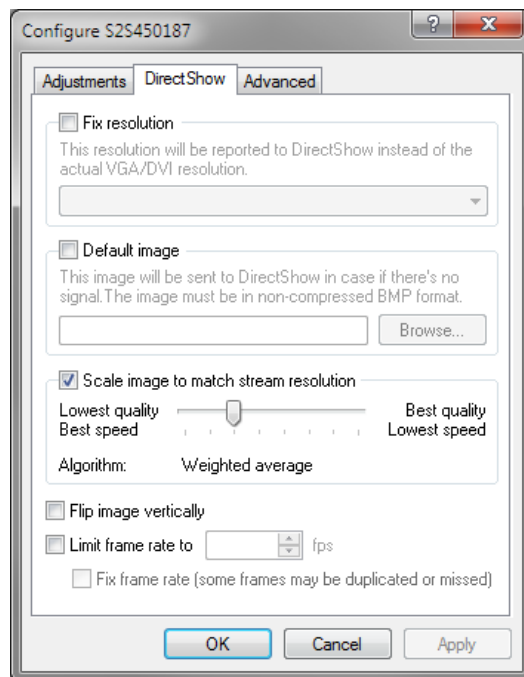 Configure S2S450187
?
X
Adjustments DirectShow Advanced
Fix resolution
This resolution will be reported to DirectShow instead of the
actual VGA/DVI resolution.
Default image
This image will be sent to DirectShow in case if there's no
signal.The image must be in non-compressed BMP format.
Browse...
Scale image to match stream resolution
Lowest quality Best quality
Best speed Lowest speed
Algorithm: Weighted average
Flip image vertically
Limit frame rate to fps
Fix frame rate (some frames may be duplicated or missed)
OK Cancel Apply